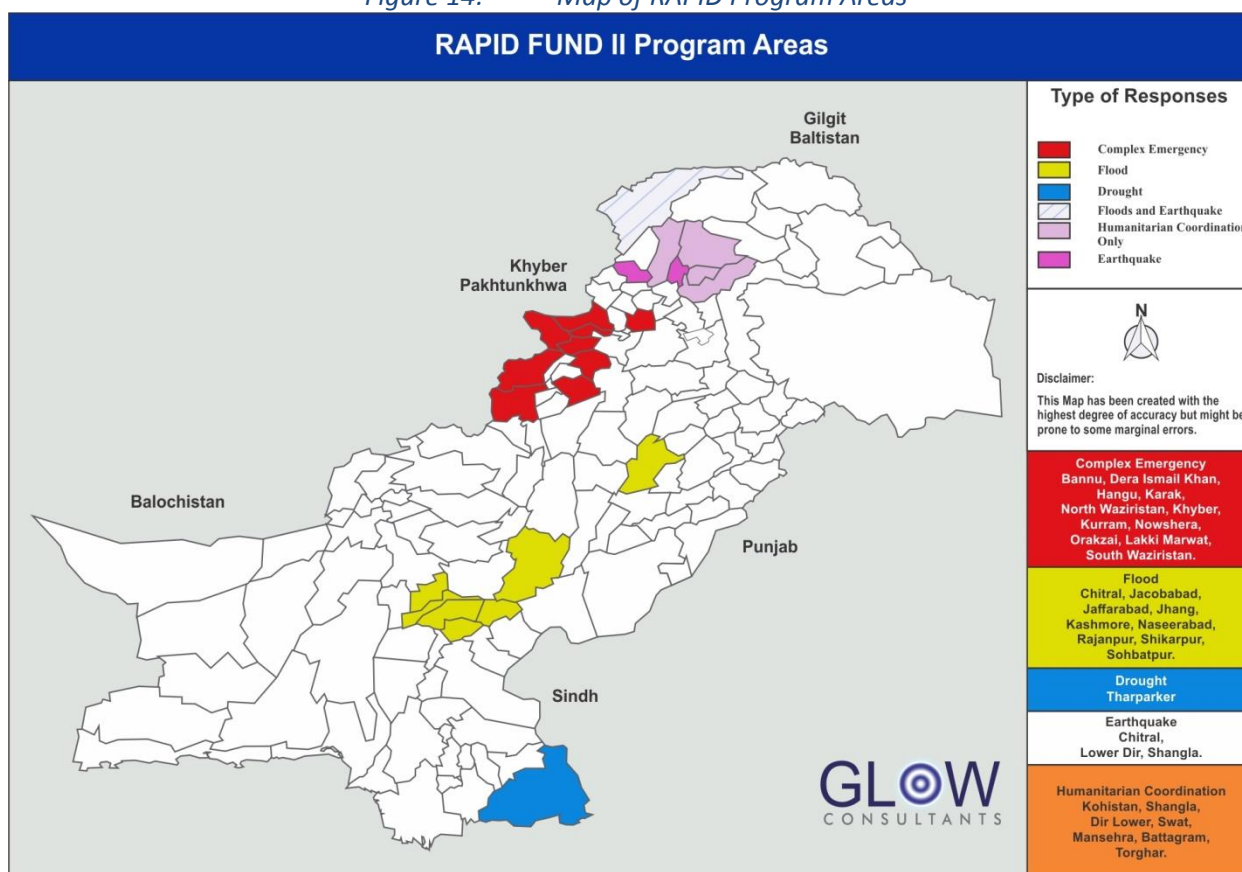 Figure 14: Map of RAPID Program Areas
RAPID FUND II Program Areas
Gilgit
Baltistan
Khyber
Pakhtunkhwa
Balochistan
Punjab
Sindh
GLOW
CONSULTANTS
Type of Responses
Complex Emergency
Flood
Drought
Floods and Earthquake
Humanitarian Coordination
Only
Earthquake
N
Disclaimer:
This Map has been created with the
highest degree of accuracy but might be
prone to some marginal errors.
Complex Emergency
Bannu, Dera Ismail Khan,
Hangu, Karak,
North Waziristan, Khyber,
Kurram, Nowshera,
Orakzai, Lakki Marwat,
South Waziristan.
Flood
Chitral, Jacobabad,
Jaffarabad, Jhang,
Kashmore, Naseerabad,
Rajanpur, Shikarpur,
Sohbatpur.
Drought
Tharparker
Earthquake
Chitral,
Lower Dir, Shangla.
Humanitarian Coordination
Kohistan, Shangla,
Dir Lower, Swat,
Mansehra, Battagram,
Torghar.